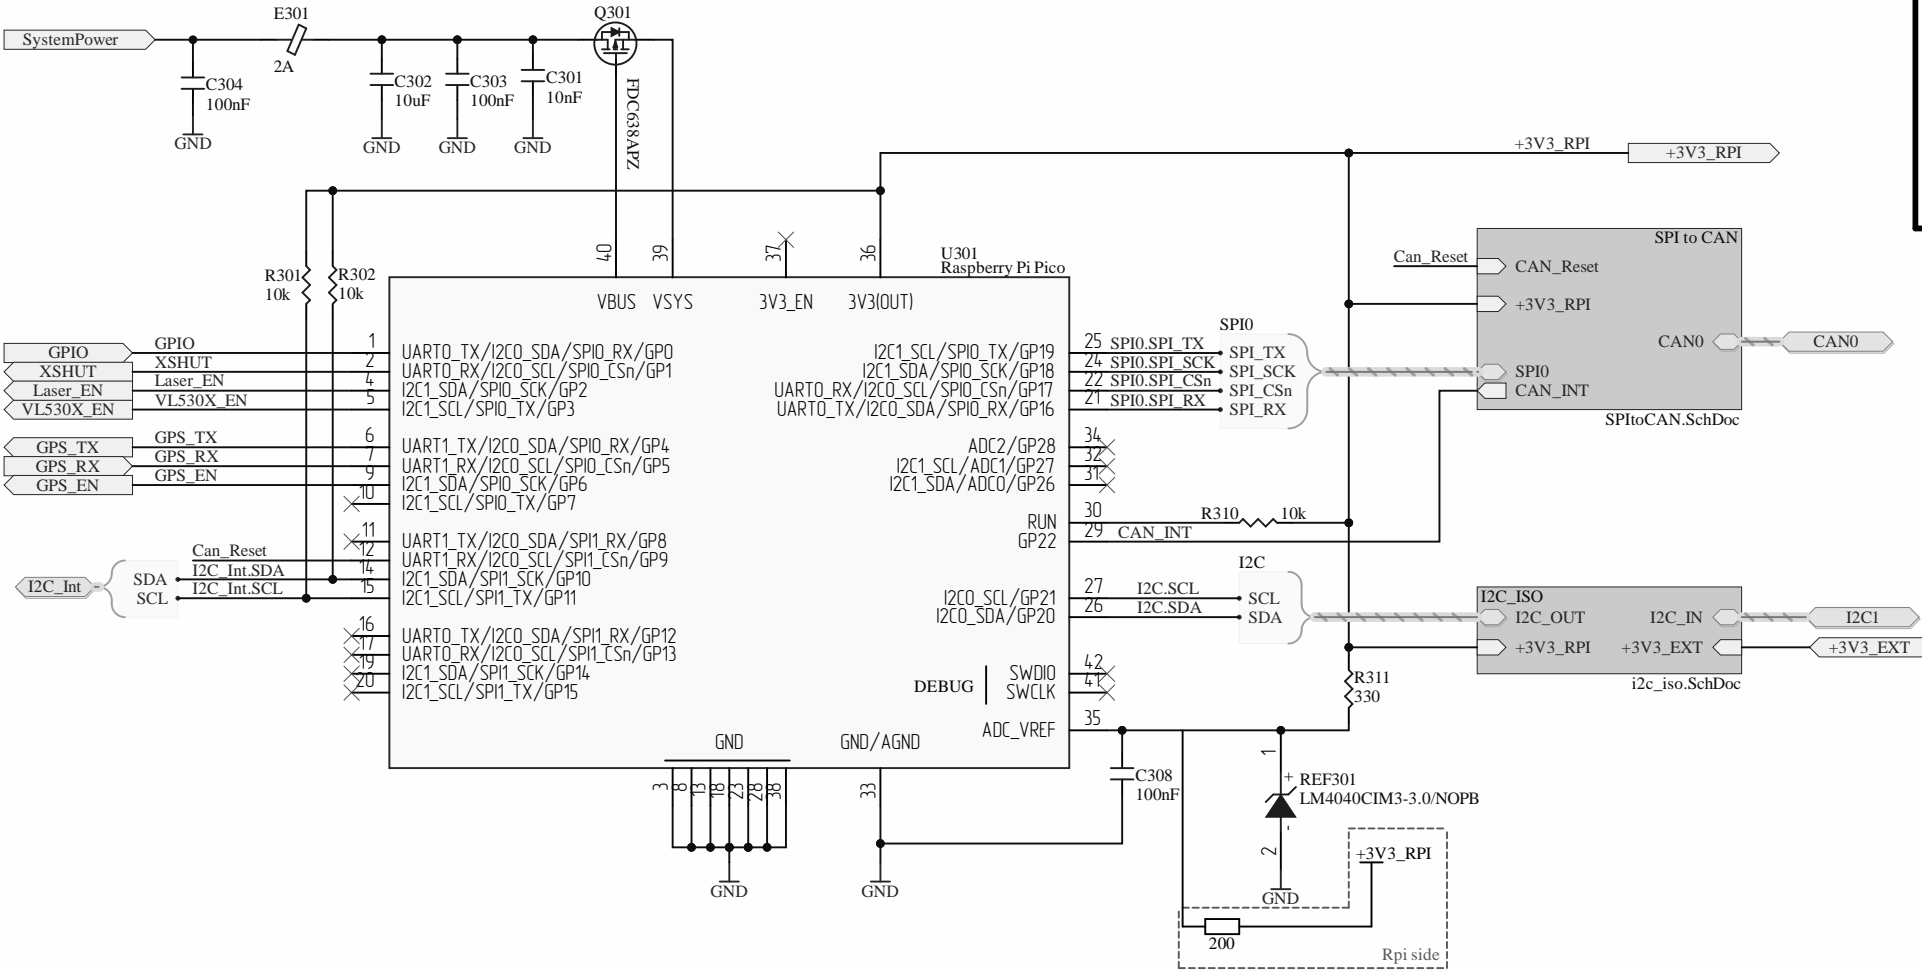 E301
Q301
SystemPower
2A
C304
100nF
C302
10uF
C303
100nF
C301
10nF
FDC638APZ
GND
GND
GND
GND
+3V3_RPI
+3V3_RPI
40
39
37
36
U301
Raspberry Pi Pico
R301
10k
R302
10k
VBUS
VSYS
3V3_EN
3V3(OUT)
SPI to CAN
Can_Reset
CAN_Reset
+3V3_RPI
CAN0
CAN0
SPI0
CAN_INT
SPItoCAN.SchDoc
GPIO
GPIO
1
UART0_TX/I2C0_SDA/SPI0_RX/GP0
XSHUT
XSHUT
2
UART0_RX/I2C0_SCL/SPI0_CSn/GP1
Laser_EN
Laser_EN
4
I2C1_SDA/SPI0_SCK/GP2
VL530X_EN
VL530X_EN
5
I2C1_SCL/SPI0_TX/GP3
GPS_TX
GPS_TX
6
UART1_TX/I2C0_SDA/SPI0_RX/GP4
GPS_RX
GPS_RX
7
UART1_RX/I2C0_SCL/SPI0_CSn/GP5
GPS_EN
GPS_EN
9
I2C1_SDA/SPI0_SCK/GP6
10
I2C1_SCL/SPI0_TX/GP7
11
UART1_TX/I2C0_SDA/SPI1_RX/GP8
Can_Reset
12
UART1_RX/I2C0_SCL/SPI1_CSn/GP9
I2C_Int
SDA
I2C_Int.SDA
14
I2C1_SDA/SPI1_SCK/GP10
SCL
I2C_Int.SCL
15
I2C1_SCL/SPI1_TX/GP11
16
UART0_TX/I2C0_SDA/SPI1_RX/GP12
17
UART0_RX/I2C0_SCL/SPI1_CSn/GP13
19
I2C1_SDA/SPI1_SCK/GP14
20
I2C1_SCL/SPI1_TX/GP15
SPI0
I2C1_SCL/SPI0_TX/GP19
25
SPI0.SPI_TX
SPI_TX
I2C1_SDA/SPI0_SCK/GP18
24
SPI0.SPI_SCK
SPI_SCK
UART0_RX/I2C0_SCL/SPI0_CSn/GP17
22
SPI0.SPI_CSn
SPI_CSn
UART0_TX/I2C0_SDA/SPI0_RX/GP16
21
SPI0.SPI_RX
SPI_RX
ADC2/GP28
34
I2C1_SCL/ADC1/GP27
32
I2C1_SDA/ADC0/GP26
31
RUN
30
R310
10k
GP22
29
CAN_INT
I2C
I2C0_SCL/GP21
27
I2C.SCL
SCL
I2C0_SDA/GP20
26
I2C.SDA
SDA
I2C_ISO
I2C_OUT
I2C_IN
I2C1
+3V3_RPI
+3V3_EXT
+3V3_EXT
i2c_iso.SchDoc
DEBUG
SWDIO
42
SWCLK
41
R311
330
ADC_VREF
35
GND
GND/AGND
3
8
13
18
23
28
38
33
C308
100nF
1
+
REF301
LM4040CIM3-3.0/NOPB
-
2
GND
GND
GND
+3V3_RPI
200
Rpi side